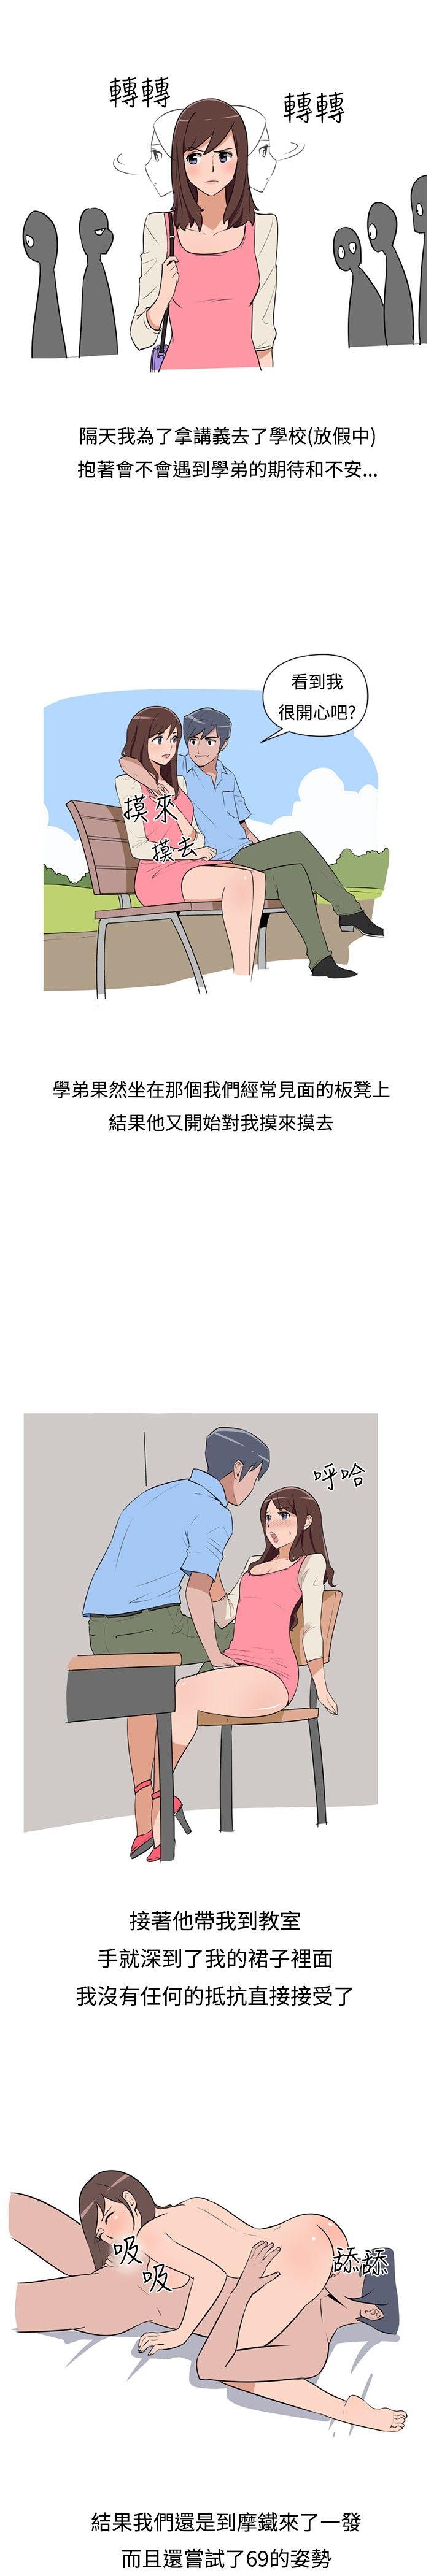 轉轉
轉轉
隔天我為了拿講義去了學校(放假中)
抱著會不會遇到學弟的期待和不安...
看到我
很開心吧?
摸來
摸去
學弟果然坐在那個我們經常見面的板凳上
結果他又開始對我摸來摸去
呼哈
接著他帶我到教室
手就深到了我的裙子裡面
我沒有任何的抵抗直接接受了
吸
吸
舔舔
結果我們還是到摩鐵來了一發
而且還嘗試了69的姿勢